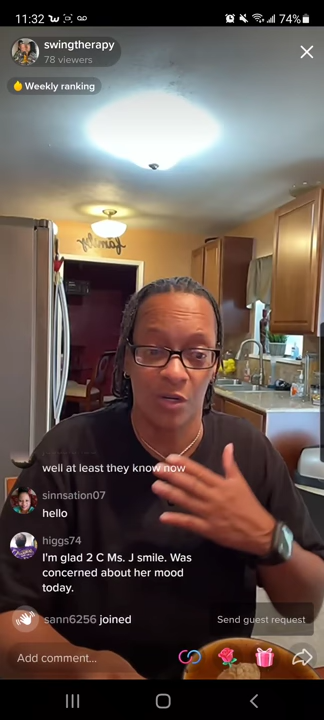 11:32
74%
swingtherapy
78 viewers
Weekly ranking
family
well at least they know now
sinnsation07
hello
higgs74
I'm glad 2 C Ms. J smile. Was
concerned about her mood
today.
sann6256 joined
Send guest request
Add comment...